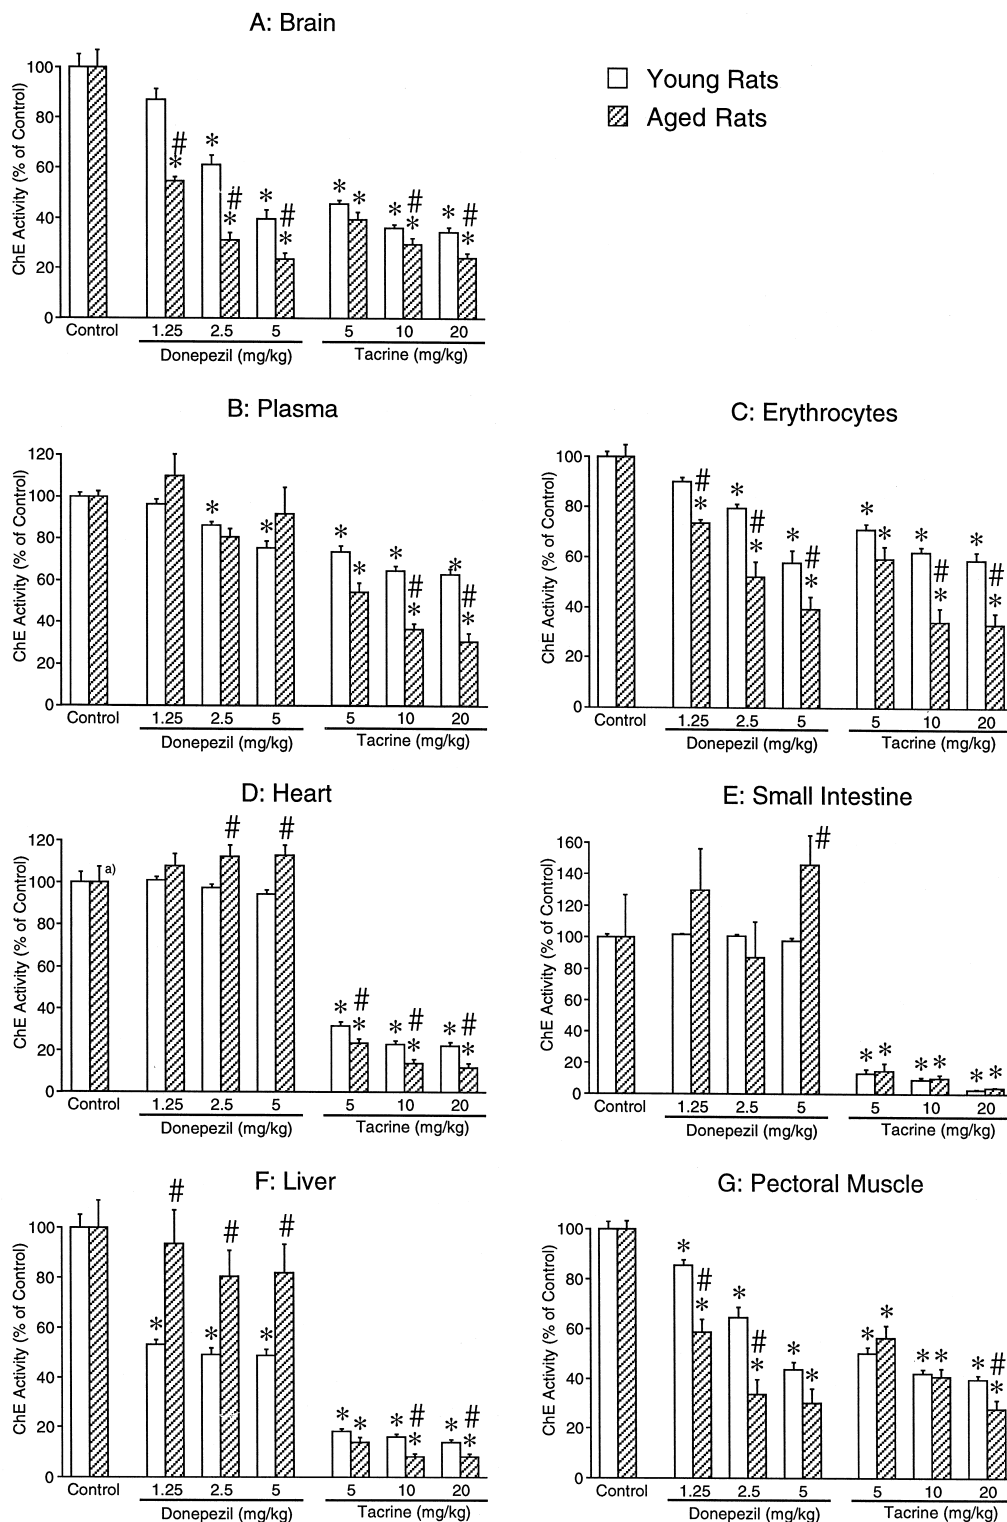 A: Brain
Young Rats
Aged Rats
ChE Activity (% of Control)
100
80
60
40
20
0
* # * * # * * # * * * * # * * # *
Control 1.25 2.5 5 5 10 20
Donepezil (mg/kg) Tacrine (mg/kg)
B: Plasma
ChE Activity (% of Control)
120
100
80
60
40
20
0
* * * * * # * * # *
Control 1.25 2.5 5 5 10 20
Donepezil (mg/kg) Tacrine (mg/kg)
C: Erythrocytes
ChE Activity (% of Control)
100
80
60
40
20
0
# * * # * * # * * * * # * * # *
Control 1.25 2.5 5 5 10 20
Donepezil (mg/kg) Tacrine (mg/kg)
D: Heart
ChE Activity (% of Control)
120
100
80
60
40
20
0
a)
# # * # * * # * * # *
Control 1.25 2.5 5 5 10 20
Donepezil (mg/kg) Tacrine (mg/kg)
E: Small Intestine
ChE Activity (% of Control)
160
140
120
100
80
60
40
20
0
# * * * * * *
Control 1.25 2.5 5 5 10 20
Donepezil (mg/kg) Tacrine (mg/kg)
F: Liver
ChE Activity (% of Control)
100
80
60
40
20
0
* # * # * # * * * # * * # *
Control 1.25 2.5 5 5 10 20
Donepezil (mg/kg) Tacrine (mg/kg)
G: Pectoral Muscle
ChE Activity (% of Control)
100
80
60
40
20
0
* # * * # * * * * * * * * # *
Control 1.25 2.5 5 5 10 20
Donepezil (mg/kg) Tacrine (mg/kg)